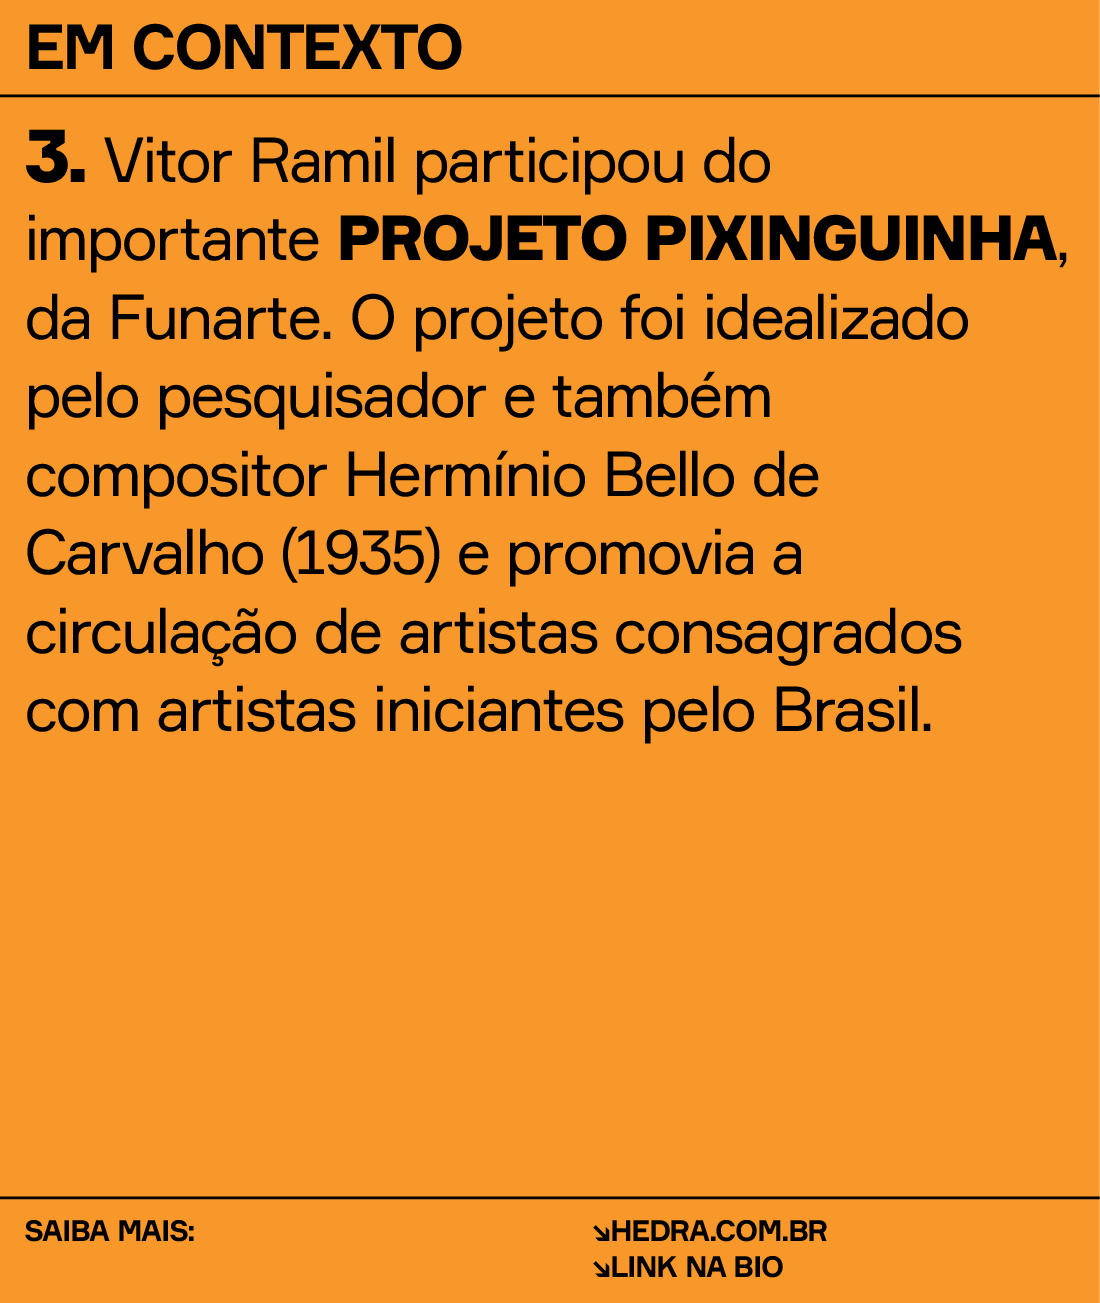 EM CONTEXTO
3. Vitor Ramil participou do
importante PROJETO PIXINGUINHA,
da Funarte. O projeto foi idealizado
pelo pesquisador e também
compositor Hermínio Bello de
Carvalho (1935) e promovia a
circulação de artistas consagrados
com artistas iniciantes pelo Brasil.
SAIBA MAIS:
↘HEDRA.COM.BR
↘LINK NA BIO